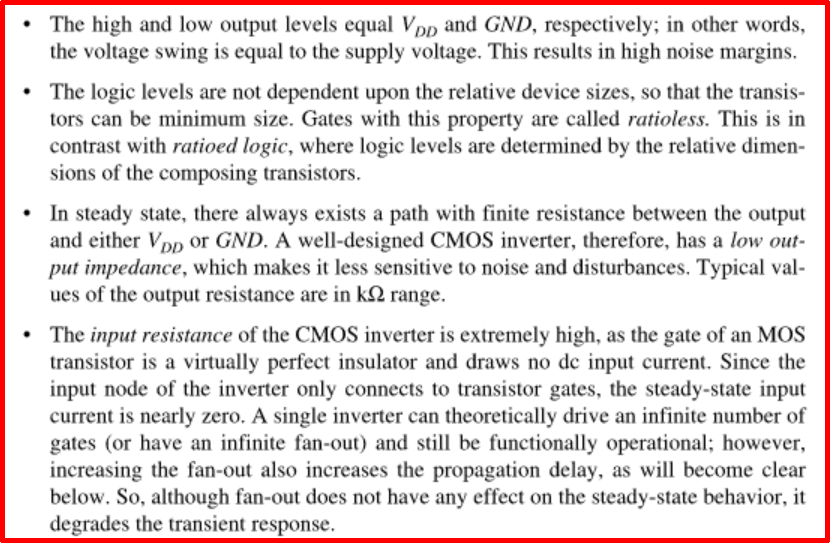 • The high and low output levels equal VDD and GND, respectively; in other words,
the voltage swing is equal to the supply voltage. This results in high noise margins.
• The logic levels are not dependent upon the relative device sizes, so that the transis-
tors can be minimum size. Gates with this property are called ratioless. This is in
contrast with ratioed logic, where logic levels are determined by the relative dimen-
sions of the composing transistors.
• In steady state, there always exists a path with finite resistance between the output
and either VDD or GND. A well-designed CMOS inverter, therefore, has a low out-
put impedance, which makes it less sensitive to noise and disturbances. Typical val-
ues of the output resistance are in kΩ range.
• The input resistance of the CMOS inverter is extremely high, as the gate of an MOS
transistor is a virtually perfect insulator and draws no dc input current. Since the
input node of the inverter only connects to transistor gates, the steady-state input
current is nearly zero. A single inverter can theoretically drive an infinite number of
gates (or have an infinite fan-out) and still be functionally operational; however,
increasing the fan-out also increases the propagation delay, as will become clear
below. So, although fan-out does not have any effect on the steady-state behavior, it
degrades the transient response.